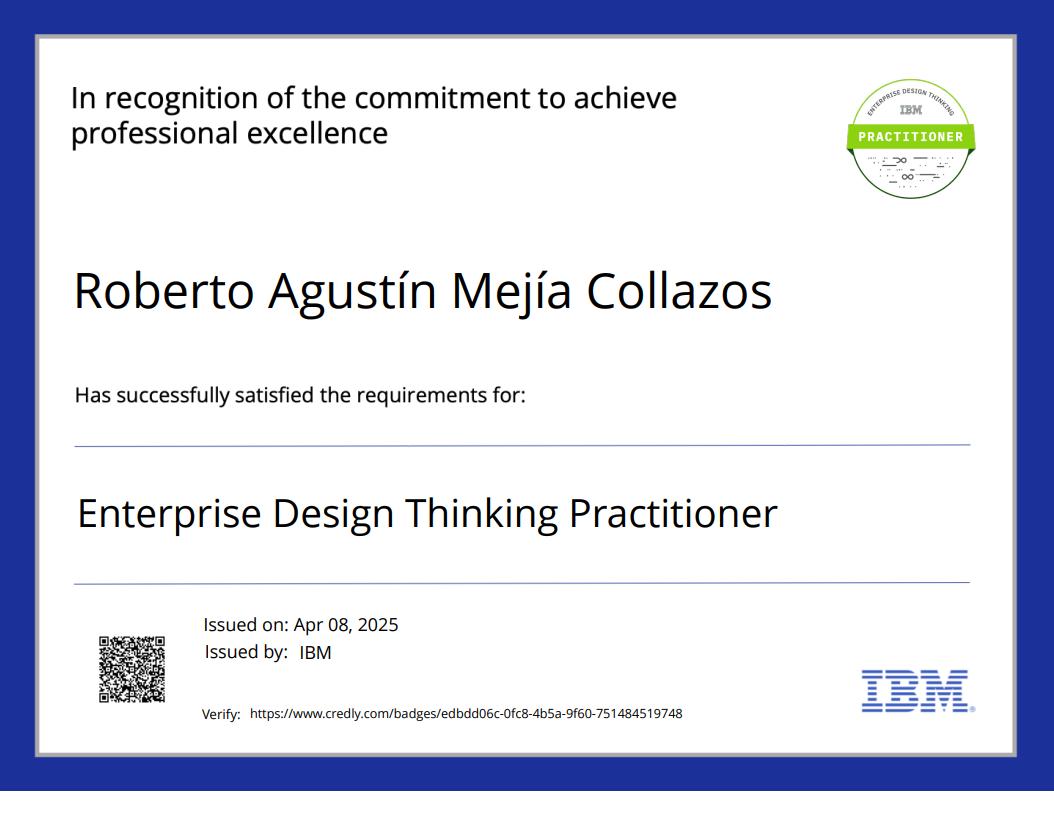 In recognition of the commitment to achieve
professional excellence
ENTERPRISE DESIGN THINKING
IBM
PRACTITIONER
Roberto Agustín Mejía Collazos
Has successfully satisfied the requirements for:
Enterprise Design Thinking Practitioner
Issued on: Apr 08, 2025
Issued by: IBM
Verify: https://www.credly.com/badges/edbdd06c-0fc8-4b5a-9f60-751484519748
IBM®